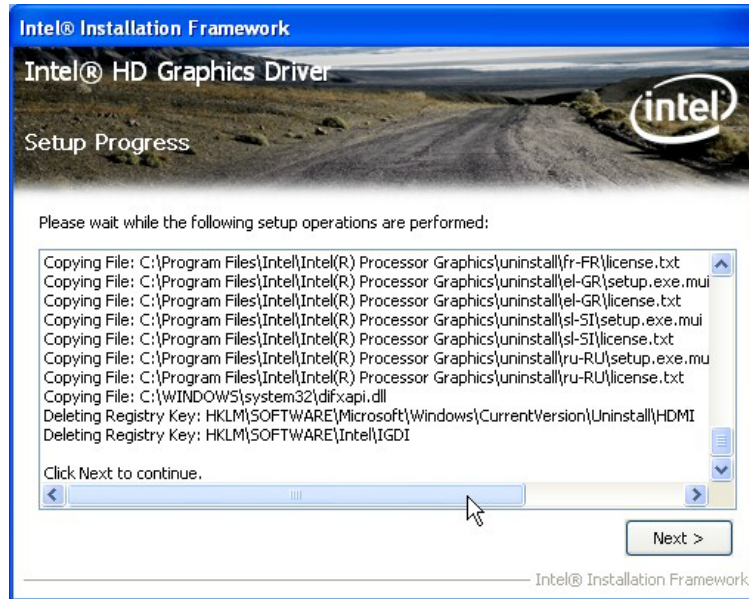 Intel® Installation Framework
Intel® HD Graphics Driver
intel
Setup Progress
Please wait while the following setup operations are performed:
Copying File: C:\Program Files\Intel\Intel(R) Processor Graphics\uninstall\fr-FR\license.txt
Copying File: C:\Program Files\Intel\Intel(R) Processor Graphics\uninstall\el-GR\setup.exe.mui
Copying File: C:\Program Files\Intel\Intel(R) Processor Graphics\uninstall\el-GR\license.txt
Copying File: C:\Program Files\Intel\Intel(R) Processor Graphics\uninstall\sl-SI\setup.exe.mui
Copying File: C:\Program Files\Intel\Intel(R) Processor Graphics\uninstall\sl-SI\license.txt
Copying File: C:\Program Files\Intel\Intel(R) Processor Graphics\uninstall\ru-RU\setup.exe.mu
Copying File: C:\Program Files\Intel\Intel(R) Processor Graphics\uninstall\ru-RU\license.txt
Copying File: C:\WINDOWS\system32\difxapi.dll
Deleting Registry Key: HKLM\SOFTWARE\Microsoft\Windows\CurrentVersion\Uninstall\HDMI
Deleting Registry Key: HKLM\SOFTWARE\Intel\IGDI
Click Next to continue.
Next >
Intel® Installation Framework